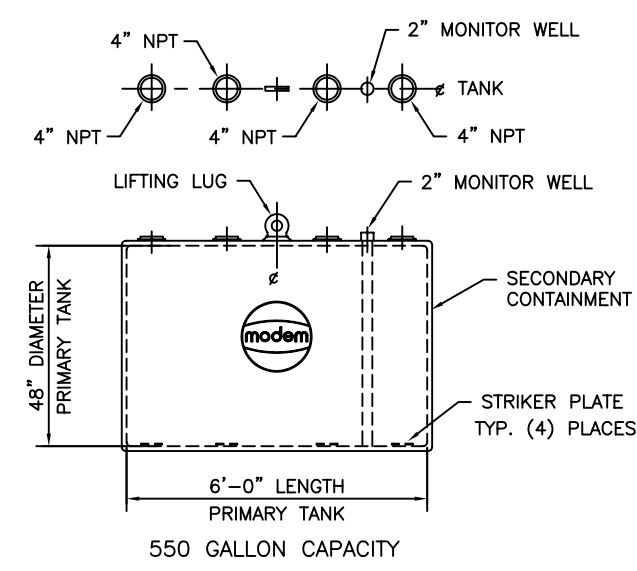 4" NPT
2" MONITOR WELL
℄ TANK
4" NPT
4" NPT
4" NPT
LIFTING LUG
2" MONITOR WELL
℄
SECONDARY
CONTAINMENT
modern
48" DIAMETER
PRIMARY TANK
STRIKER PLATE
TYP. (4) PLACES
6'-0" LENGTH
PRIMARY TANK
550 GALLON CAPACITY